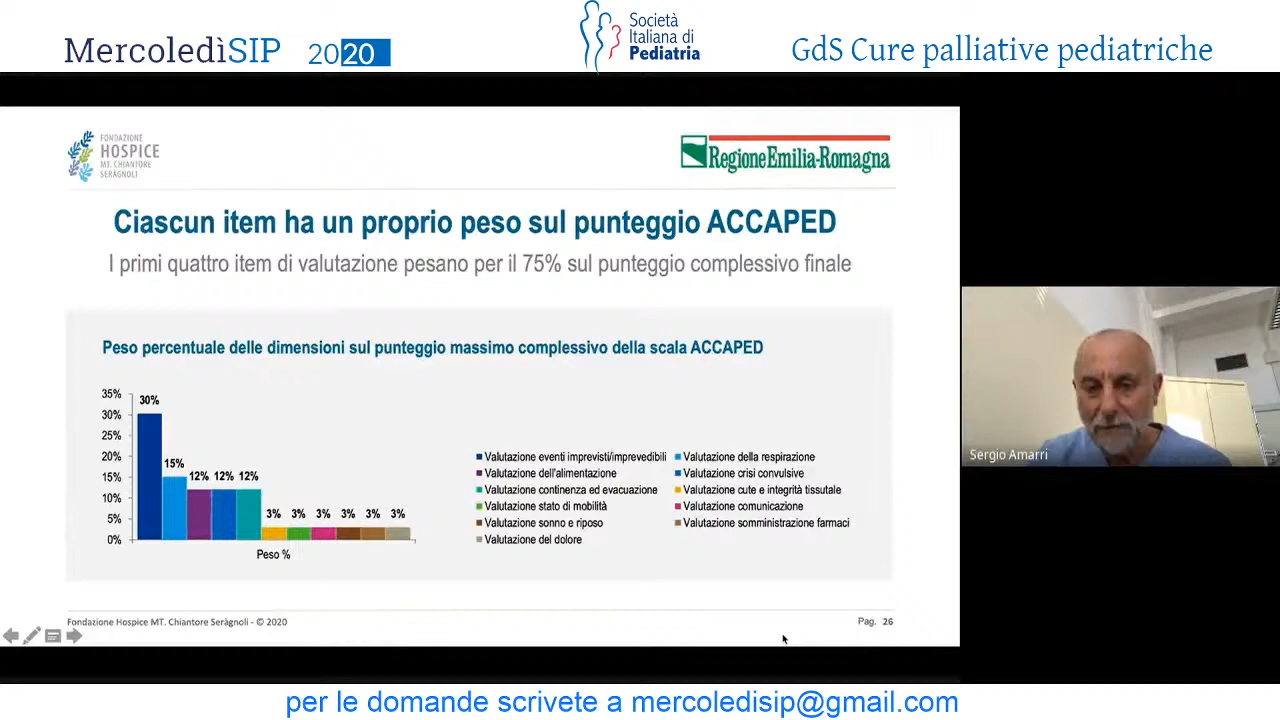 MercoledìSIP 2020
Società
Italiana di
Pediatria
GdS Cure palliative pediatriche
FONDAZIONE
HOSPICE
MT. CHIANTORE
SERÀGNOLI
RegioneEmilia-Romagna
Ciascun item ha un proprio peso sul punteggio ACCAPED
I primi quattro item di valutazione pesano per il 75% sul punteggio complessivo finale
Peso percentuale delle dimensioni sul punteggio massimo complessivo della scala ACCAPED
35%
30%
25%
20%
15%
10%
5%
0%
30%
15%
12% 12% 12%
3% 3% 3% 3% 3% 3%
Peso %
Valutazione eventi imprevisti/imprevedibili
Valutazione della respirazione
Valutazione dell'alimentazione
Valutazione crisi convulsive
Valutazione continenza ed evacuazione
Valutazione cute e integrità tissutale
Valutazione stato di mobilità
Valutazione comunicazione
Valutazione sonno e riposo
Valutazione somministrazione farmaci
Valutazione del dolore
Fondazione Hospice MT. Chiantore Seràgnoli - © 2020
Pag. 26
Sergio Amarri
per le domande scrivete a mercoledisip@gmail.com